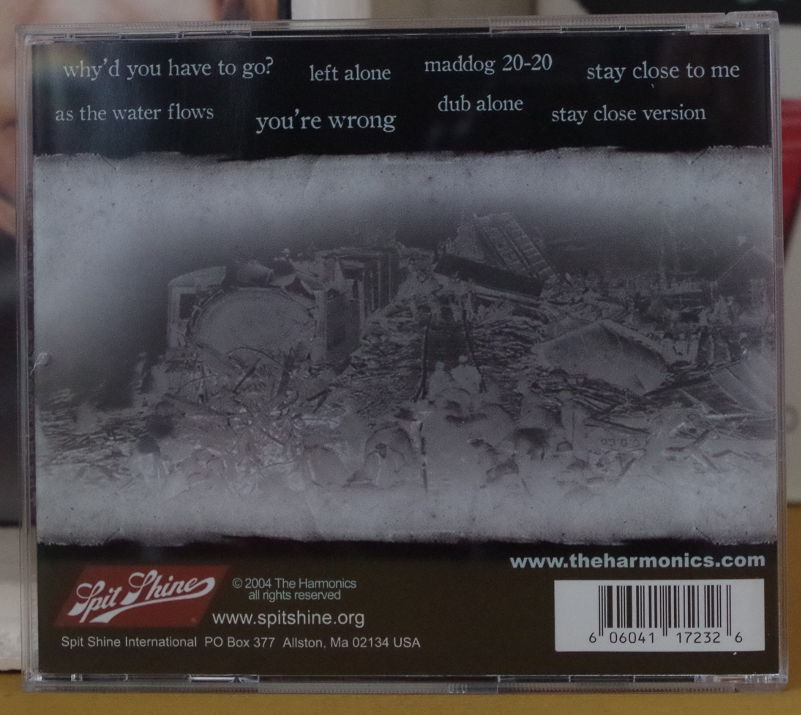 why'd you have to go?
left alone
maddog 20-20
stay close to me
as the water flows
you're wrong
dub alone
stay close version
www.theharmonics.com
Spit Shine
© 2004 The Harmonics
all rights reserved
www.spitshine.org
Spit Shine International PO Box 377 Allston, Ma 02134 USA
6 06041 17232 6